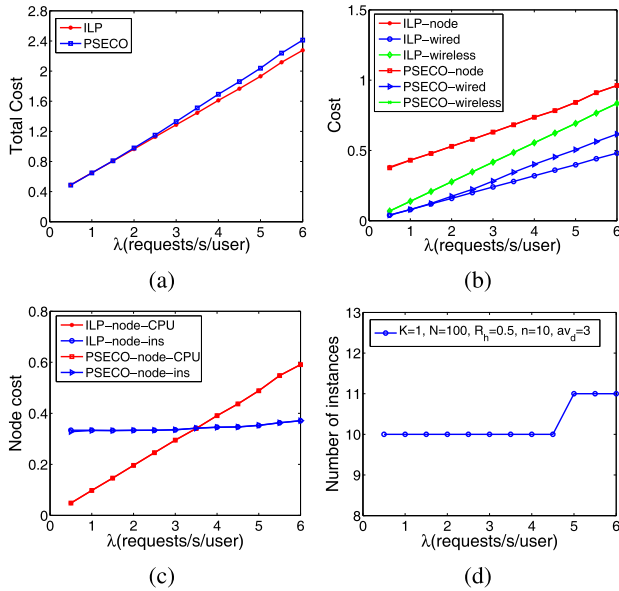 2.8
2.4
2
1.6
1.2
0.8
0.4
0
Total Cost
ILP
PSECO
0 1 2 3 4 5 6
λ(requests/s/user)
(a)
1.5
1
0.5
0
Cost
ILP−node
ILP−wired
ILP−wireless
PSECO−node
PSECO−wired
PSECO−wireless
0 1 2 3 4 5 6
λ(requests/s/user)
(b)
0.8
0.6
0.4
0.2
0
Node cost
ILP−node−CPU
ILP−node−ins
PSECO−node−CPU
PSECO−node−ins
0 1 2 3 4 5 6
λ(requests/s/user)
(c)
13
12
11
10
9
8
Number of instances
K=1, N=100, R_h=0.5, n=10, av_d=3
0 1 2 3 4 5 6
λ(requests/s/user)
(d)